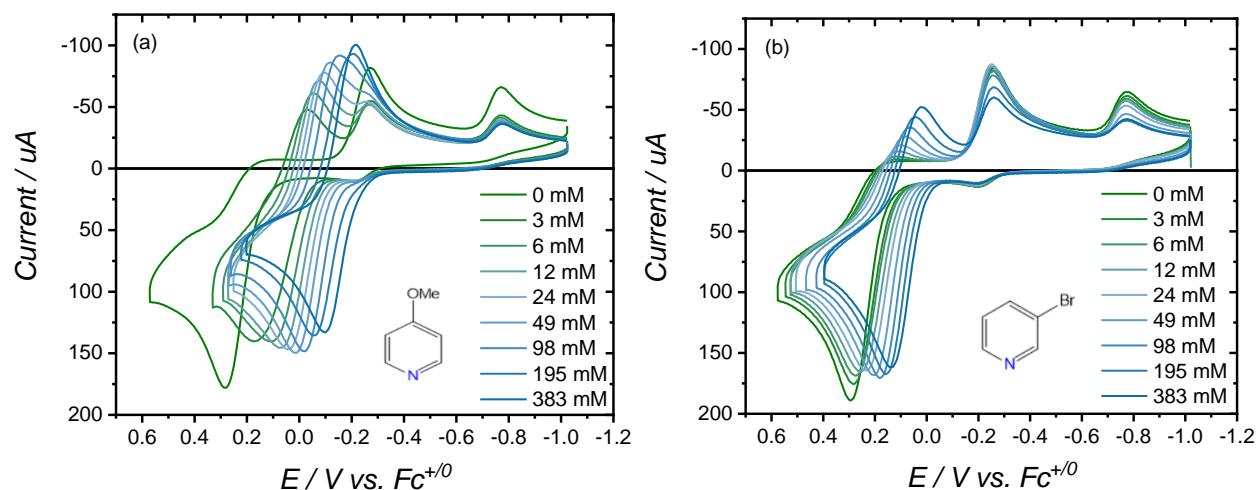 (a)
-100
-50
0
50
100
150
200
Current / uA
0.6 0.4 0.2 0.0 -0.2 -0.4 -0.6 -0.8 -1.0 -1.2
E / V vs. Fc+/0
0 mM
3 mM
6 mM
12 mM
24 mM
49 mM
98 mM
195 mM
383 mM
OMe
N
(b)
-100
-50
0
50
100
150
200
Current / uA
0.6 0.4 0.2 0.0 -0.2 -0.4 -0.6 -0.8 -1.0 -1.2
E / V vs. Fc+/0
0 mM
3 mM
6 mM
12 mM
24 mM
49 mM
98 mM
195 mM
383 mM
Br
N